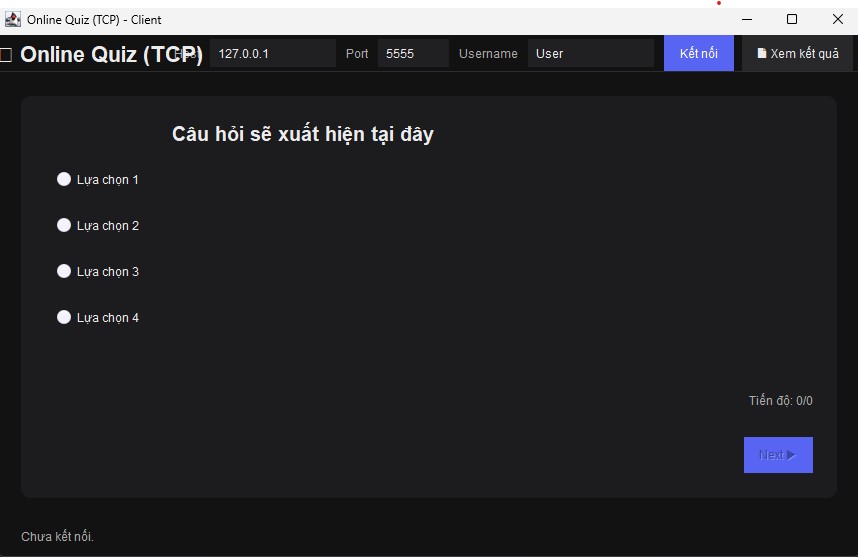 Online Quiz (TCP) - Client
Online Quiz (TCP) Host 127.0.0.1 Port 5555 Username User Kết nối Xem kết quả
Câu hỏi sẽ xuất hiện tại đây
Lựa chọn 1
Lựa chọn 2
Lựa chọn 3
Lựa chọn 4
Tiến độ: 0/0
Next ▶
Chưa kết nối.